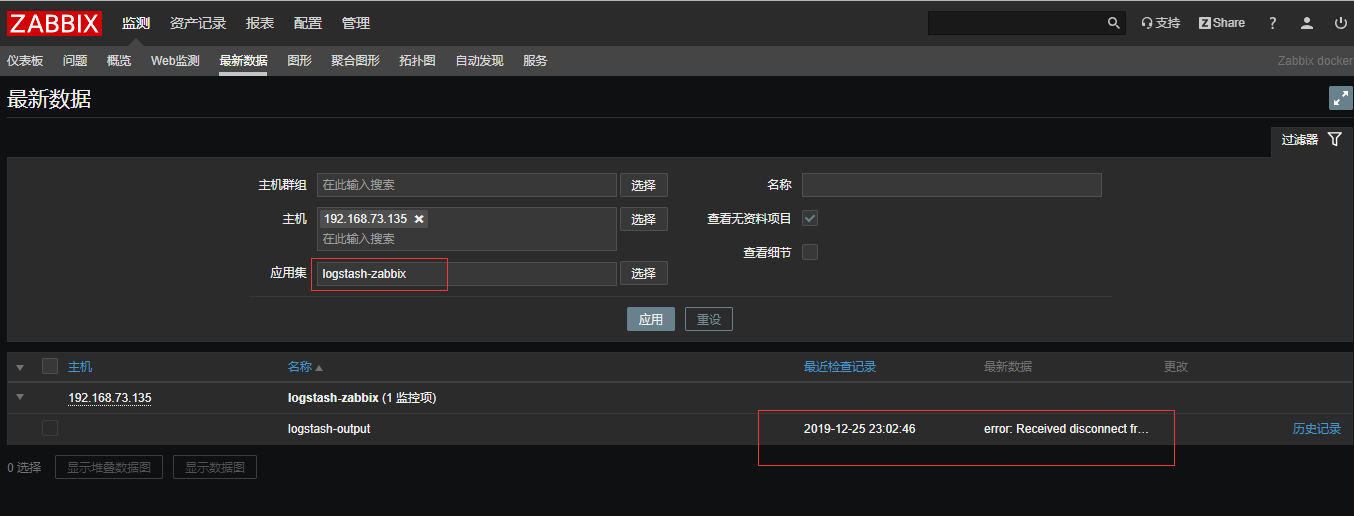 ZABBIX 监测 资产记录 报表 配置 管理 支持 Z Share ?
仪表板 问题 概览 Web监测 最新数据 图形 聚合图形 拓扑图 自动发现 服务 Zabbix docker
最新数据
过滤器
主机群组 在此输入搜索 选择 名称
主机 192.168.73.135 选择 查看无资料项目
在此输入搜索
查看细节
应用集 logstash-zabbix 选择
应用 重设
主机 名称 最近检查记录 最新数据 更改
192.168.73.135 logstash-zabbix (1 监控项)
logstash-output 2019-12-25 23:02:46 error: Received disconnect fr… 历史记录
0 选择 显示堆叠数据图 显示数据图